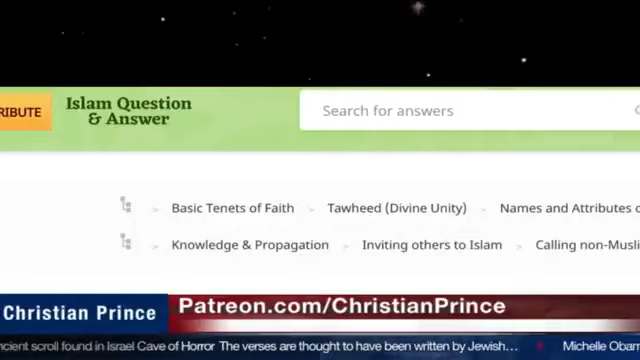 RIBUTE
Islam Question
& Answer
Search for answers
Basic Tenets of Faith > Tawheed (Divine Unity) > Names and Attributes o
Knowledge & Propagation > Inviting others to Islam > Calling non-Musli
Christian Prince
Patreon.com/ChristianPrince
ncient scroll found in Israel Cave of Horror The verses are thought to have been written by Jewish... Michelle Obam